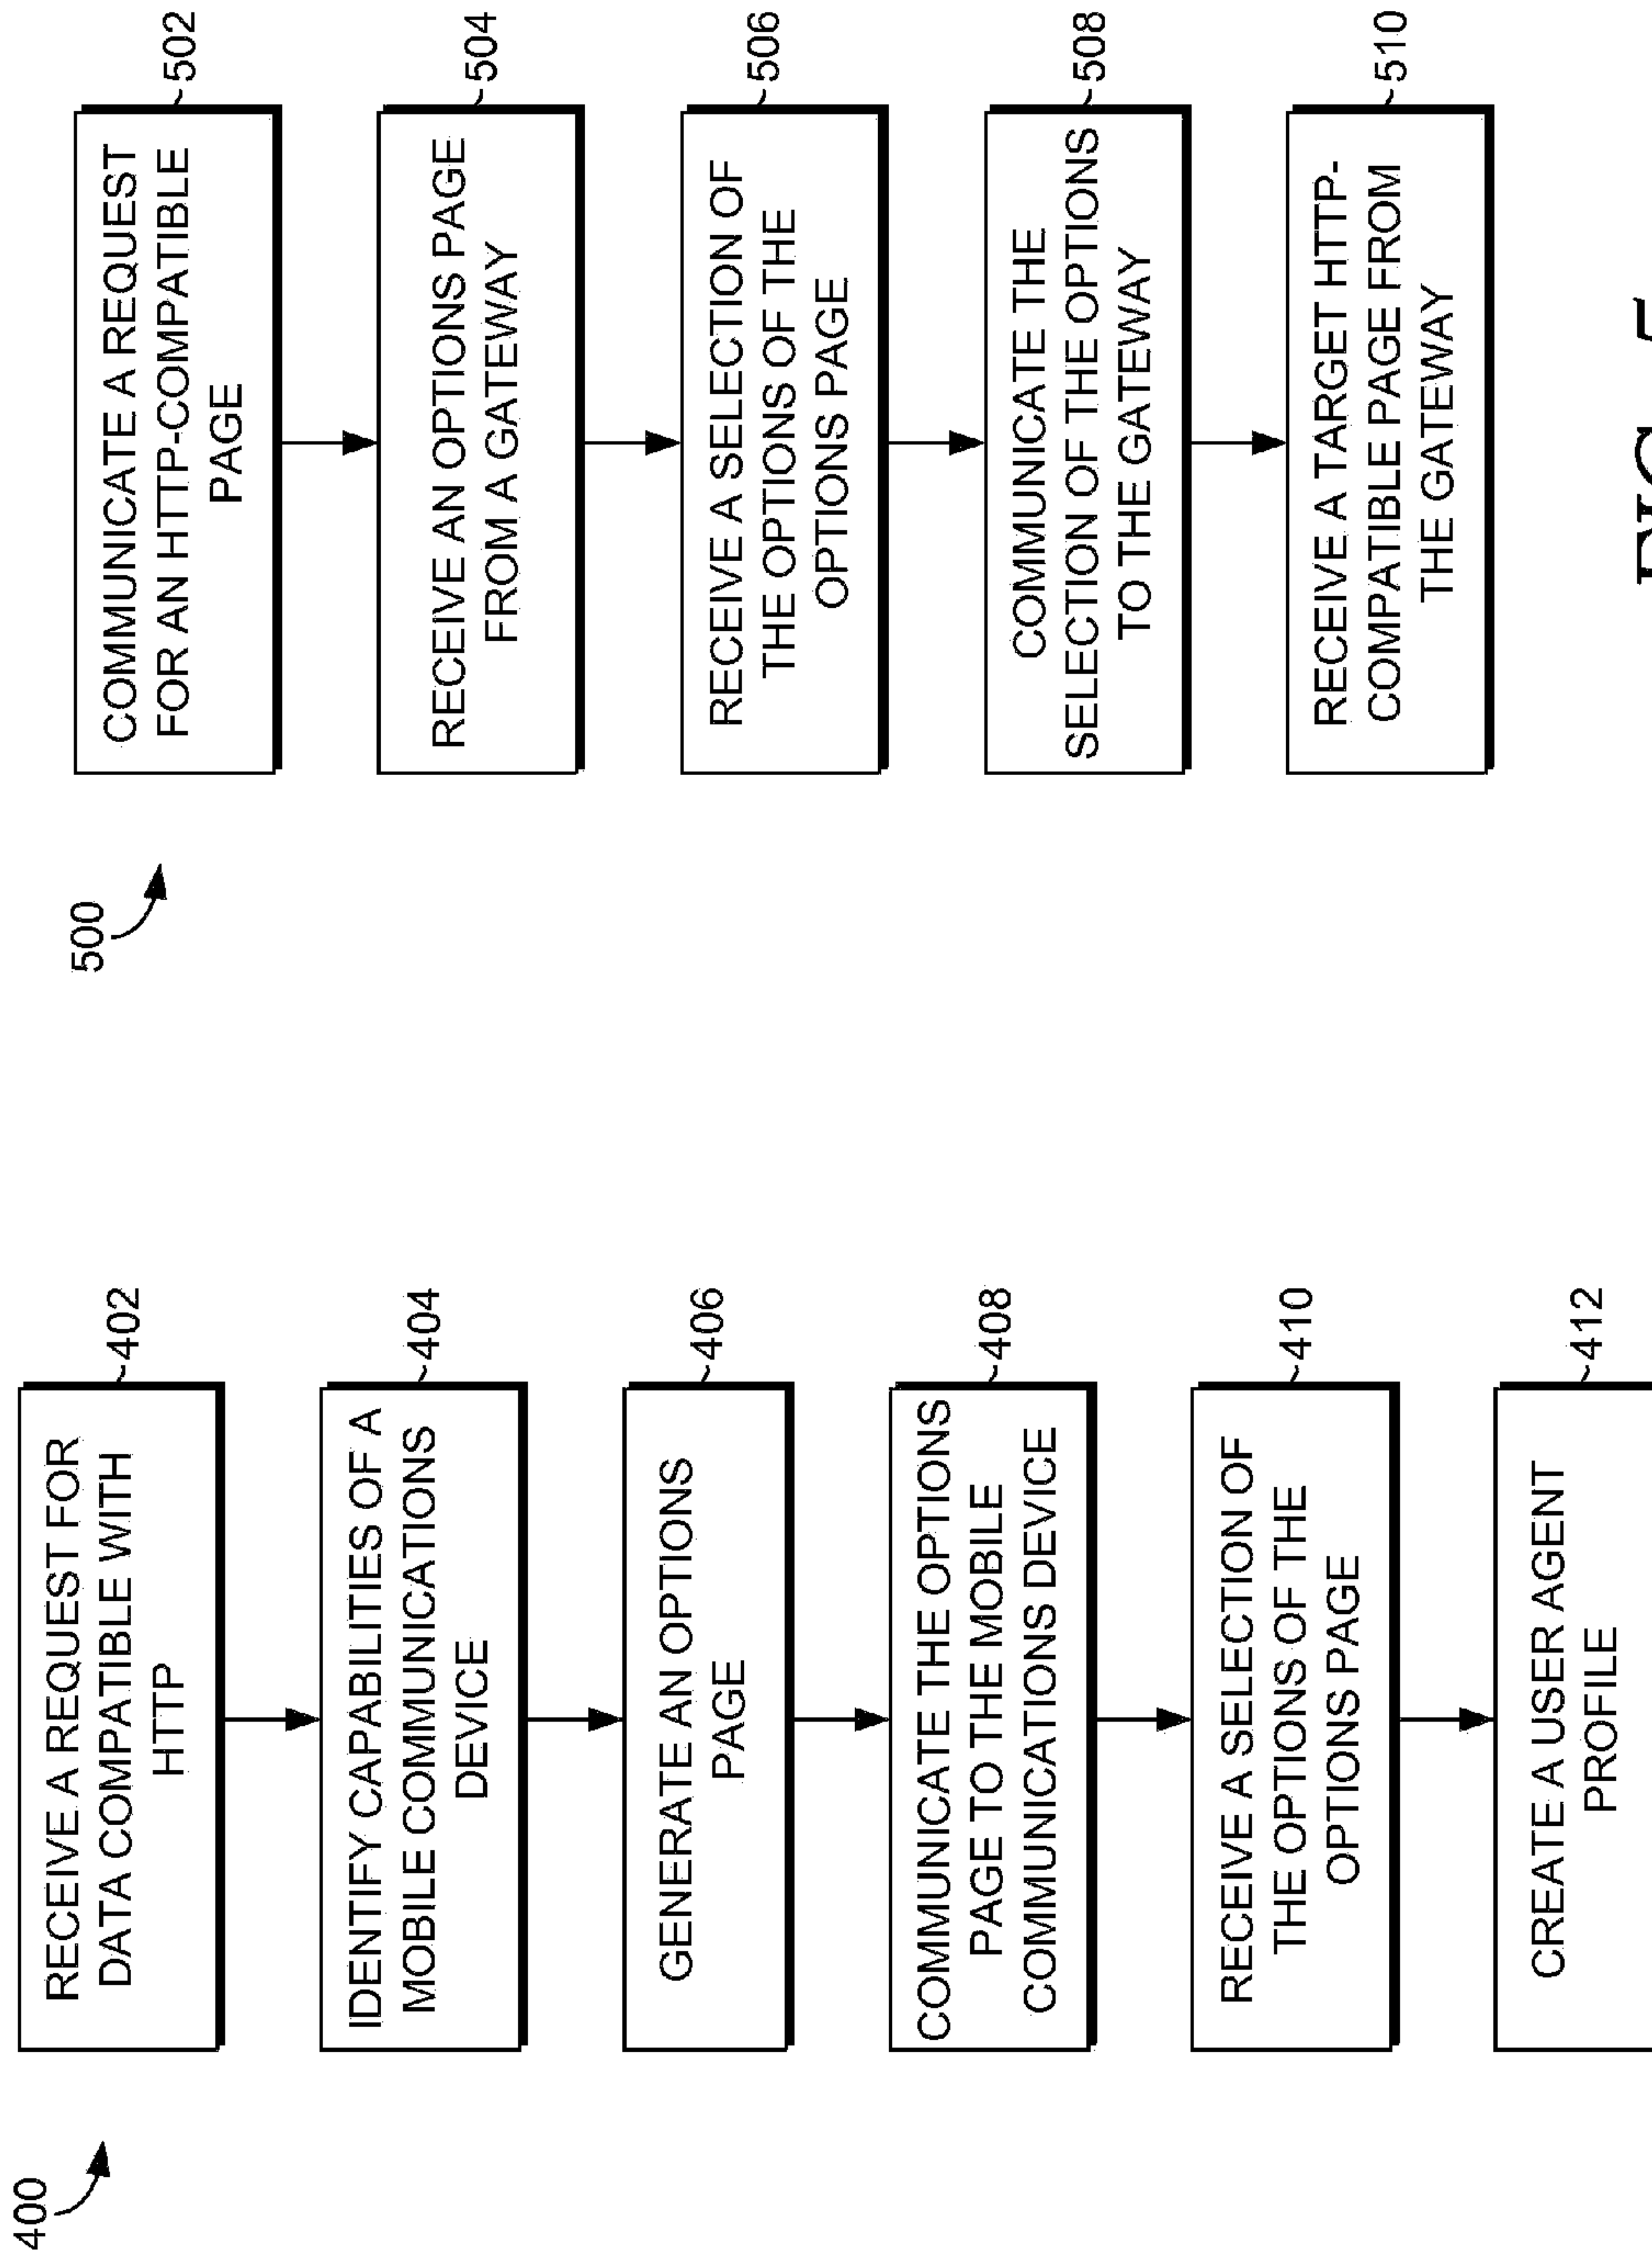 400
RECEIVE A REQUEST FOR
DATA COMPATIBLE WITH
HTTP
402
IDENTIFY CAPABILITIES OF A
MOBILE COMMUNICATIONS
DEVICE
404
GENERATE AN OPTIONS
PAGE
406
COMMUNICATE THE OPTIONS
PAGE TO THE MOBILE
COMMUNICATIONS DEVICE
408
RECEIVE A SELECTION OF
THE OPTIONS OF THE
OPTIONS PAGE
410
CREATE A USER AGENT
PROFILE
412
500
COMMUNICATE A REQUEST
FOR AN HTTP-COMPATIBLE
PAGE
502
RECEIVE AN OPTIONS PAGE
FROM A GATEWAY
504
RECEIVE A SELECTION OF
THE OPTIONS OF THE
OPTIONS PAGE
506
COMMUNICATE THE
SELECTION OF THE OPTIONS
TO THE GATEWAY
508
RECEIVE A TARGET HTTP-
COMPATIBLE PAGE FROM
THE GATEWAY
510